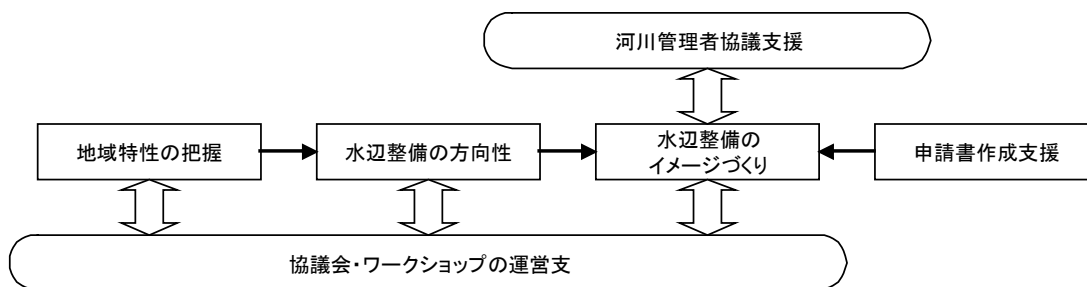 河川管理者協議支援
地域特性の把握
水辺整備の方向性
水辺整備の
イメージづくり
申請書作成支援
協議会・ワークショップの運営支